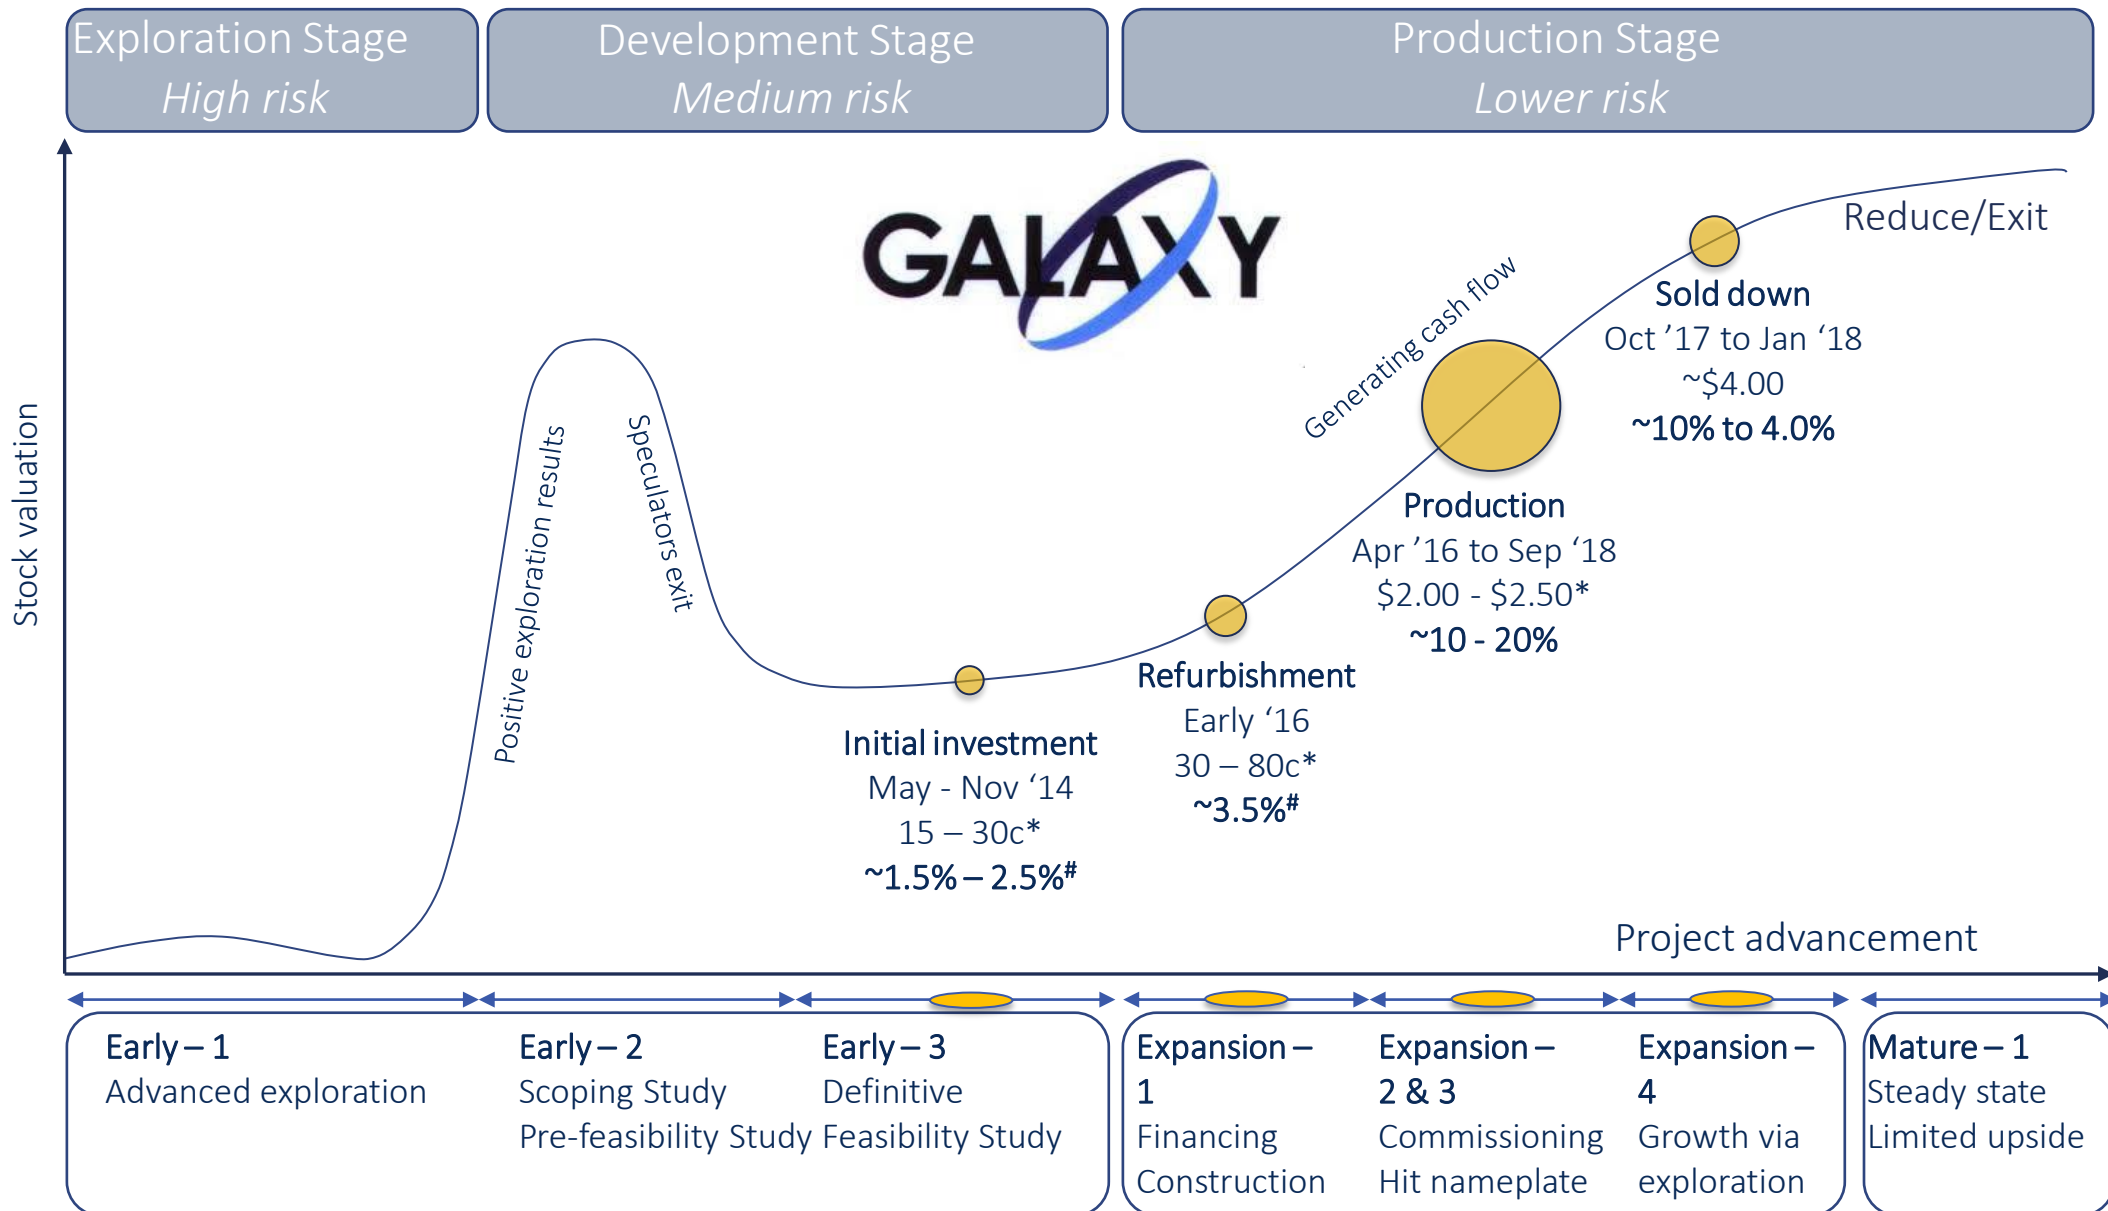 Exploration Stage
High risk
Development Stage
Medium risk
Production Stage
Lower risk
GALAXY
Stock valuation
Positive exploration results
Speculators exit
Generating cash flow
Reduce/Exit
Initial investment
May - Nov ‘14
15 – 30c*
~1.5% – 2.5%#
Refurbishment
Early ‘16
30 – 80c*
~3.5%#
Production
Apr ’16 to Sep ‘18
$2.00 - $2.50*
~10 - 20%
Sold down
Oct ’17 to Jan ‘18
~$4.00
~10% to 4.0%
Project advancement
Early – 1
Advanced exploration
Early – 2
Scoping Study
Pre-feasibility Study
Early – 3
Definitive
Feasibility Study
Expansion –
1
Financing
Construction
Expansion –
2 & 3
Commissioning
Hit nameplate
Expansion –
4
Growth via
exploration
Mature – 1
Steady state
Limited upside